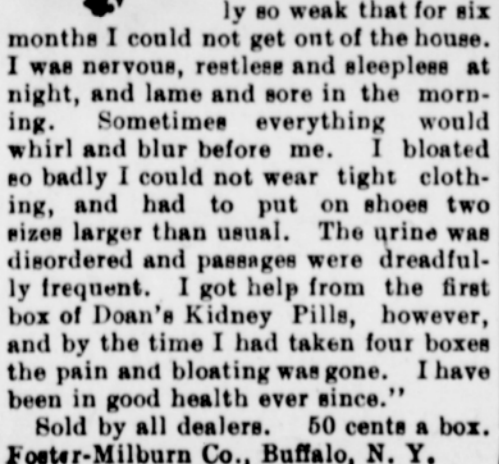 ly so weak that for six
months I could not get out of the house.
I was nervous, restless and sleepless at
night, and lame and sore in the morn-
ing. Sometimes everything would
whirl and blur before me. I bloated
so badly I could not wear tight cloth-
ing, and had to put on shoes two
sizes larger than usual. The urine was
disordered and passages were dreadful-
ly frequent. I got help from the first
box of Doan's Kidney Pills, however,
and by the time I had taken four boxes
the pain and bloating was gone. I have
been in good health ever since."
Sold by all dealers. 50 cents a box.
Foster-Milburn Co., Buffalo, N. Y.